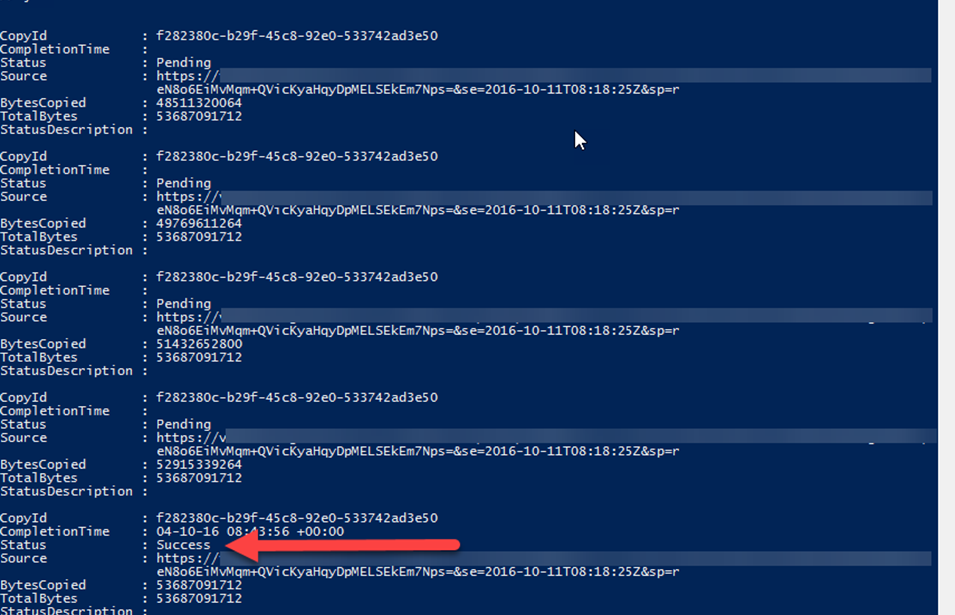 CopyId : f282380c-b29f-45c8-92e0-533742ad3e50
CompletionTime :
Status : Pending
Source : https://
eN8o6EiMvMqm+QVicKyaHqyDpMELSEkEm7Nps=&se=2016-10-11T08:18:25Z&sp=r
BytesCopied : 48511320064
TotalBytes : 53687091712
StatusDescription :
CopyId : f282380c-b29f-45c8-92e0-533742ad3e50
CompletionTime :
Status : Pending
Source : https://
eN8o6EiMvMqm+QVicKyaHqyDpMELSEkEm7Nps=&se=2016-10-11T08:18:25Z&sp=r
BytesCopied : 49769611264
TotalBytes : 53687091712
StatusDescription :
CopyId : f282380c-b29f-45c8-92e0-533742ad3e50
CompletionTime :
Status : Pending
Source : https://
eN8o6EiMvMqm+QVicKyaHqyDpMELSEkEm7Nps=&se=2016-10-11T08:18:25Z&sp=r
BytesCopied : 51432652800
TotalBytes : 53687091712
StatusDescription :
CopyId : f282380c-b29f-45c8-92e0-533742ad3e50
CompletionTime :
Status : Pending
Source : https://v
eN8o6EiMvMqm+QVicKyaHqyDpMELSEkEm7Nps=&se=2016-10-11T08:18:25Z&sp=r
BytesCopied : 52915339264
TotalBytes : 53687091712
StatusDescription :
CopyId : f282380c-b29f-45c8-92e0-533742ad3e50
CompletionTime : 04-10-16 08:43:56 +00:00
Status : Success
Source : https://
eN8o6EiMvMqm+QVicKyaHqyDpMELSEkEm7Nps=&se=2016-10-11T08:18:25Z&sp=r
BytesCopied : 53687091712
TotalBytes : 53687091712
StatusDescription :